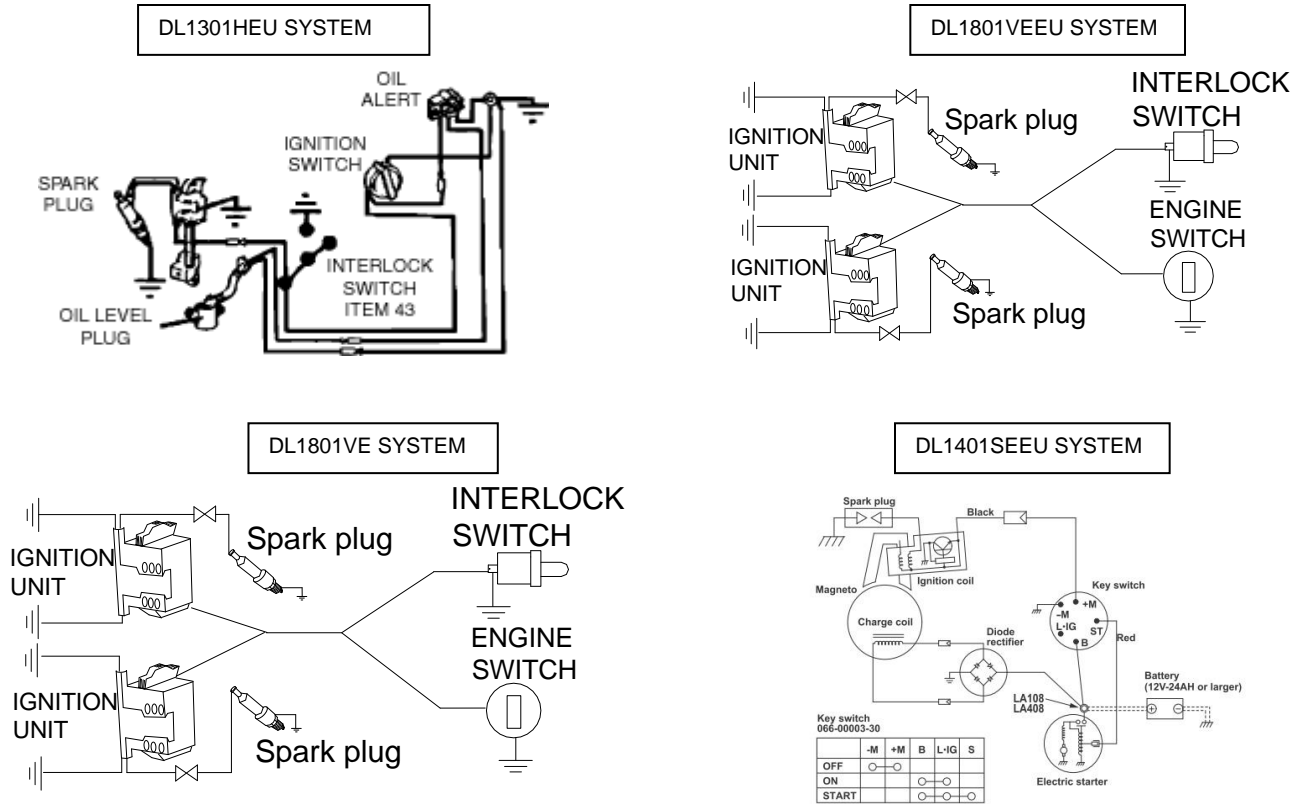 DL1301HEU SYSTEM
OIL
ALERT
IGNITION
SWITCH
SPARK
PLUG
INTERLOCK
SWITCH
ITEM 43
OIL LEVEL
PLUG
DL1801VEEU SYSTEM
INTERLOCK
SWITCH
Spark plug
IGNITION
UNIT
ENGINE
SWITCH
IGNITION
UNIT
Spark plug
DL1801VE SYSTEM
INTERLOCK
SWITCH
Spark plug
IGNITION
UNIT
ENGINE
SWITCH
IGNITION
UNIT
Spark plug
DL1401SEEU SYSTEM
Spark plug
Black
Ignition coil
Magneto
Key switch
-M
+M
L·IG
ST
B
Red
Charge coil
Diode
rectifier
Battery
(12V-24AH or larger)
LA108
LA408
Key switch
066-00003-30
-M +M B L·IG S
OFF
ON
START
Electric starter